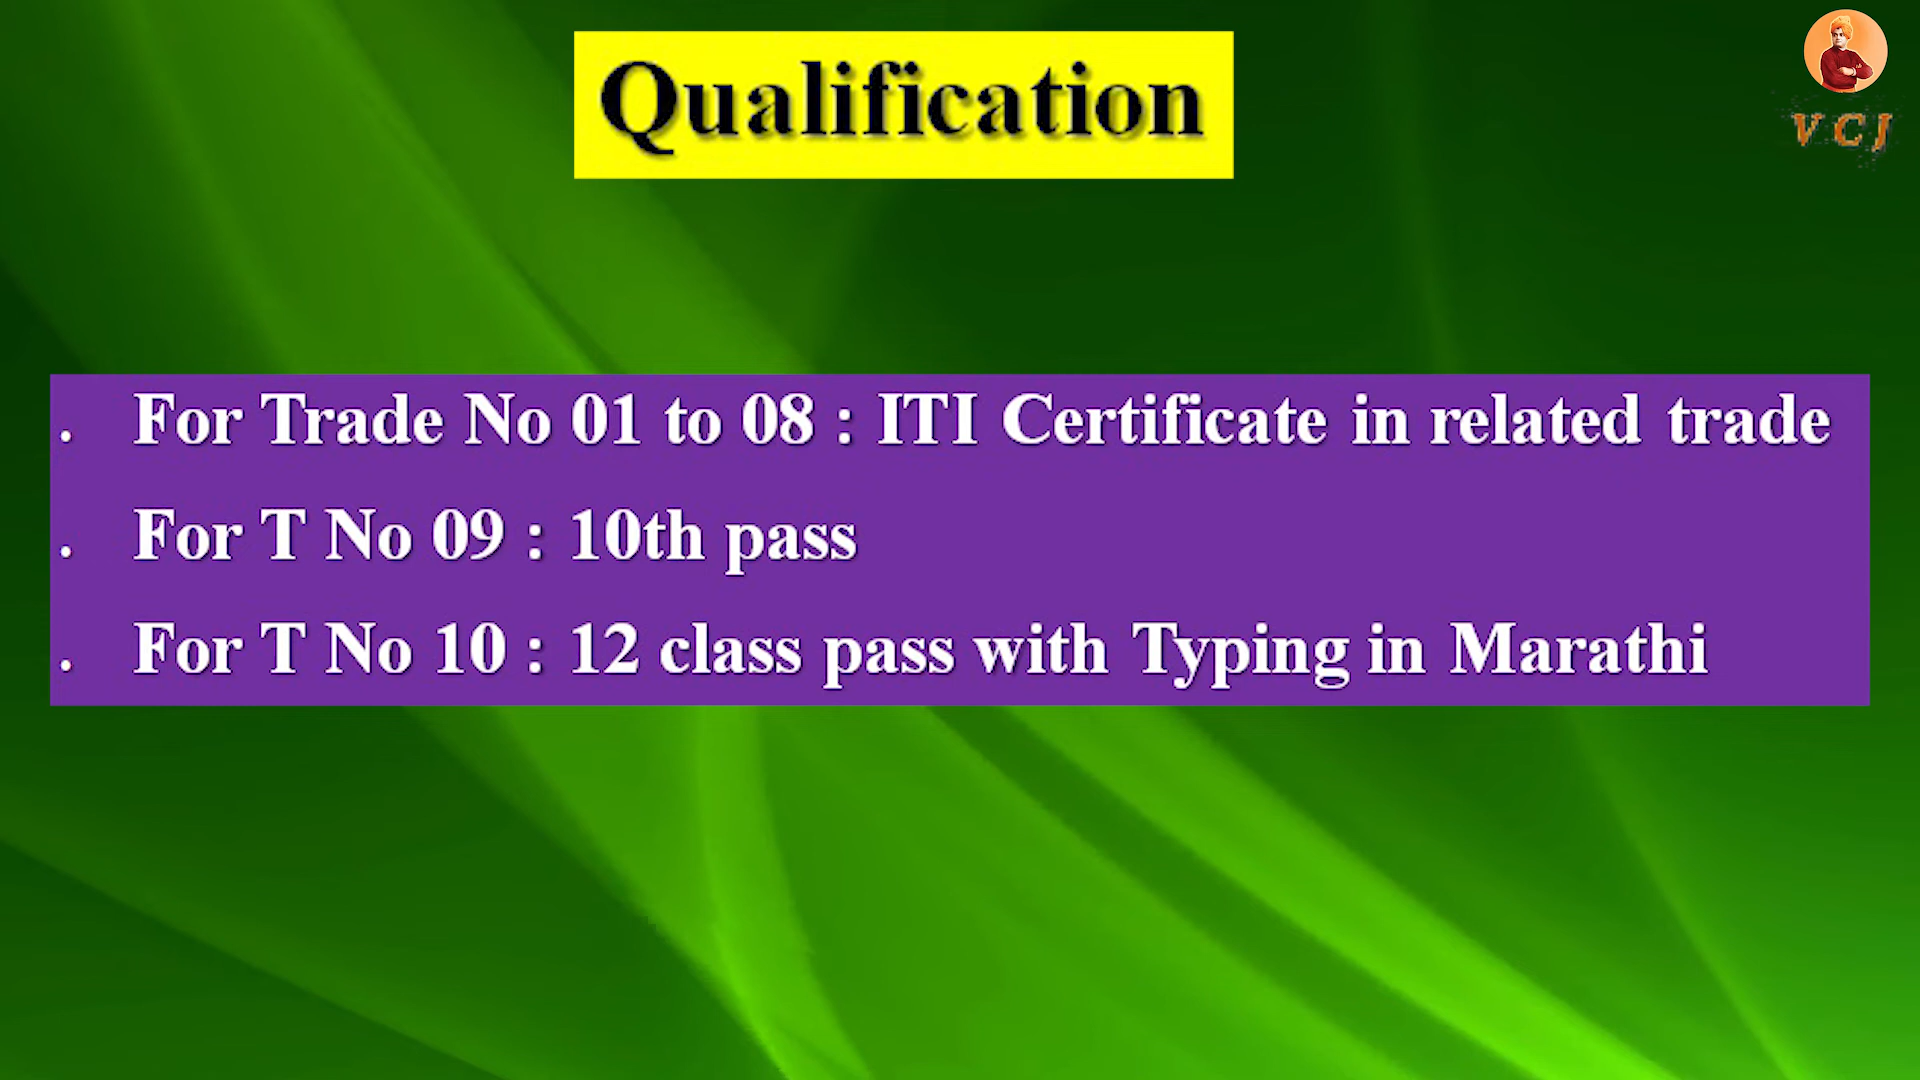 Qualification
V C J
. For Trade No 01 to 08 : ITI Certificate in related trade
. For T No 09 : 10th pass
. For T No 10 : 12 class pass with Typing in Marathi